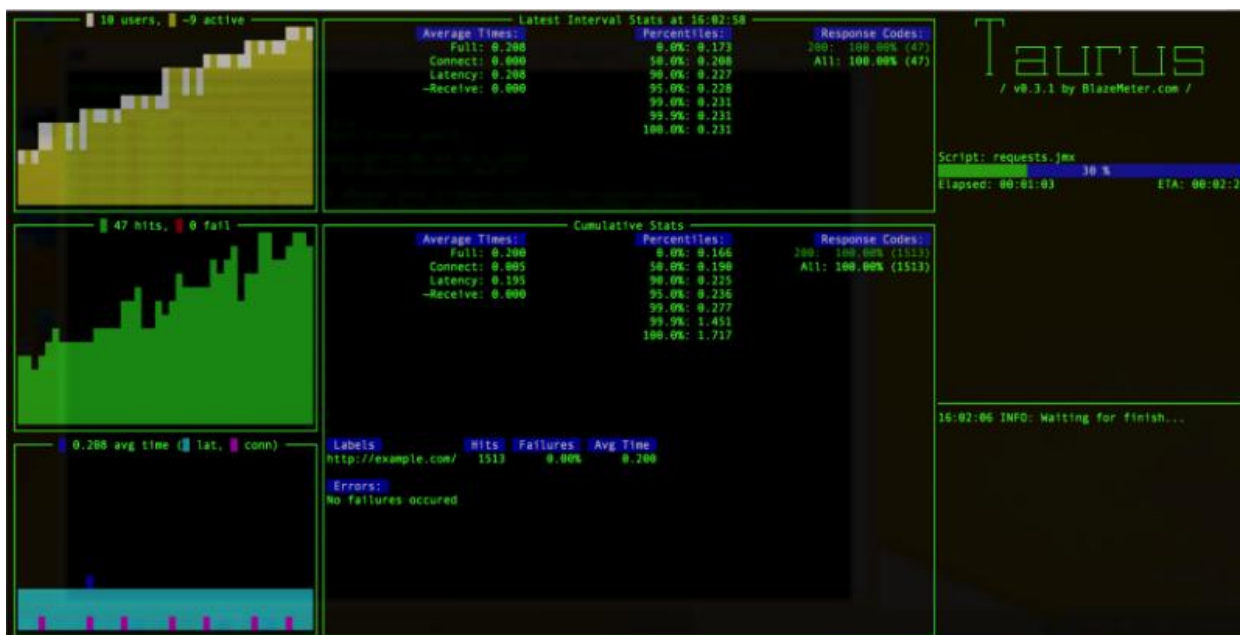 10 users, ~9 active
47 hits, 0 fail
0.208 avg time ( lat, conn)
Latest Interval Stats at 16:02:58
Average Times: Percentiles: Response Codes:
Full: 0.208 0.0%: 0.173 200: 100.00% (47)
Connect: 0.000 50.0%: 0.208 All: 100.00% (47)
Latency: 0.208 90.0%: 0.227
~Receive: 0.000 95.0%: 0.228
99.0%: 0.231
99.9%: 0.231
100.0%: 0.231
Cumulative Stats
Average Times: Percentiles: Response Codes:
Full: 0.200 0.0%: 0.166 200: 100.00% (1513)
Connect: 0.005 50.0%: 0.190 All: 100.00% (1513)
Latency: 0.195 90.0%: 0.225
~Receive: 0.000 95.0%: 0.236
99.0%: 0.277
99.9%: 1.451
100.0%: 1.717
Labels Hits Failures Avg Time
http://example.com/ 1513 0.00% 0.200
Errors:
No failures occured
Taurus
/ v0.3.1 by BlazeMeter.com /
Script: requests.jmx
30 %
Elapsed: 00:01:03 ETA: 00:02:2
16:02:06 INFO: Waiting for finish...